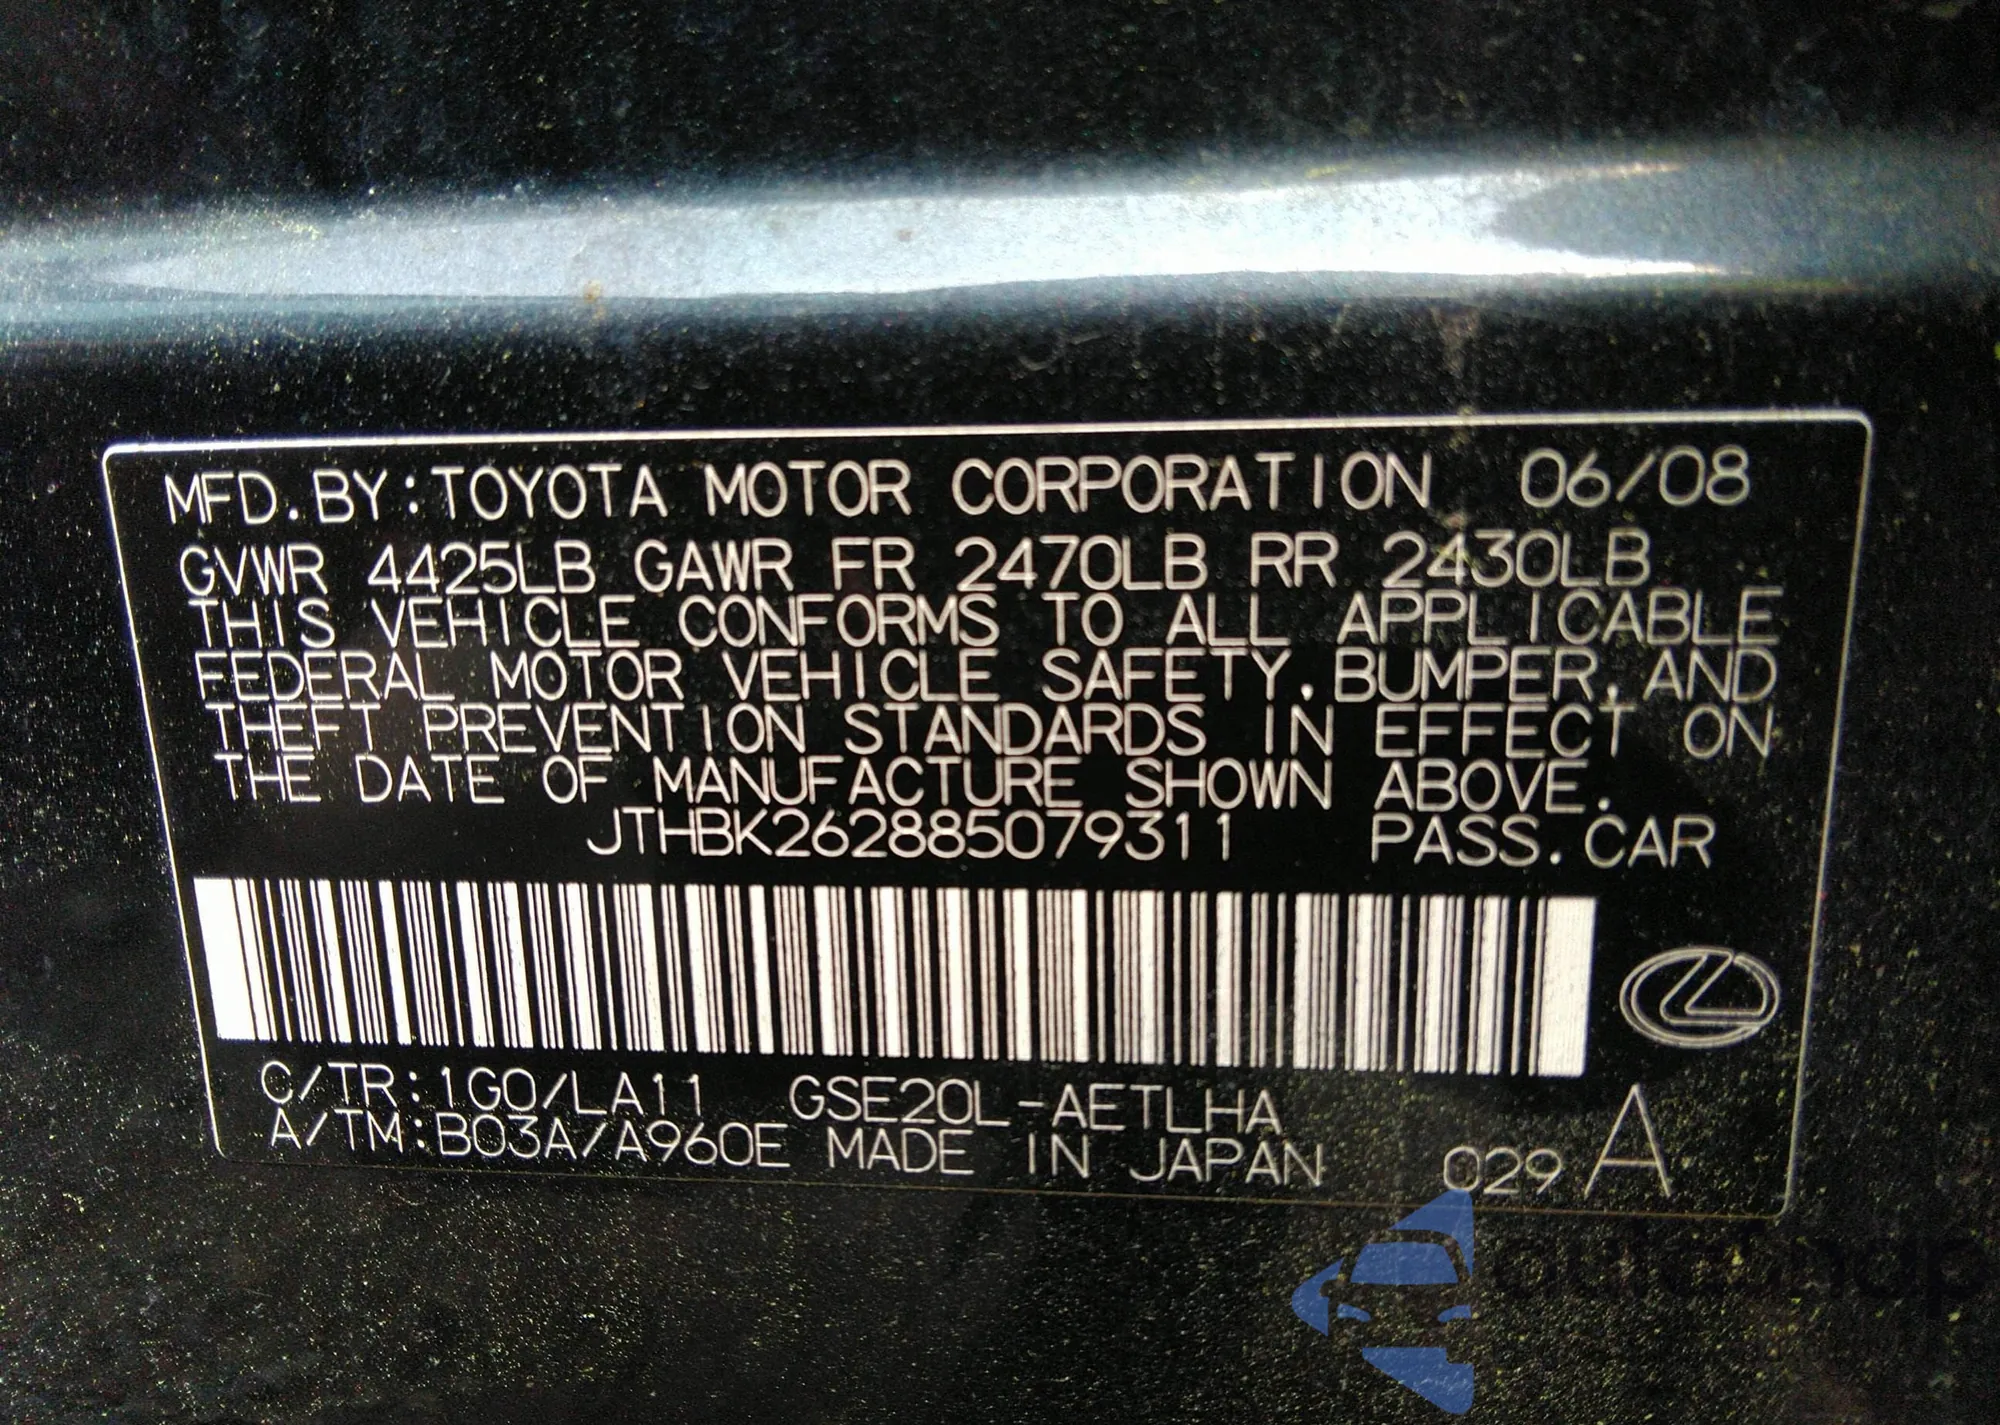 MFD. BY:TOYOTA MOTOR CORPORATION 06/08
GVWR 4425LB GAWR FR 2470LB RR 2430LB
THIS VEHICLE CONFORMS TO ALL APPLICABLE
FEDERAL MOTOR VEHICLE SAFETY, BUMPER, AND
THEFT PREVENTION STANDARDS IN EFFECT ON
THE DATE OF MANUFACTURE SHOWN ABOVE.
JTHBK262885079311 PASS. CAR
C/TR:1G0/LA11 GSE20L-AETLHA
A/TM:B03A/A960E MADE IN JAPAN 029 A